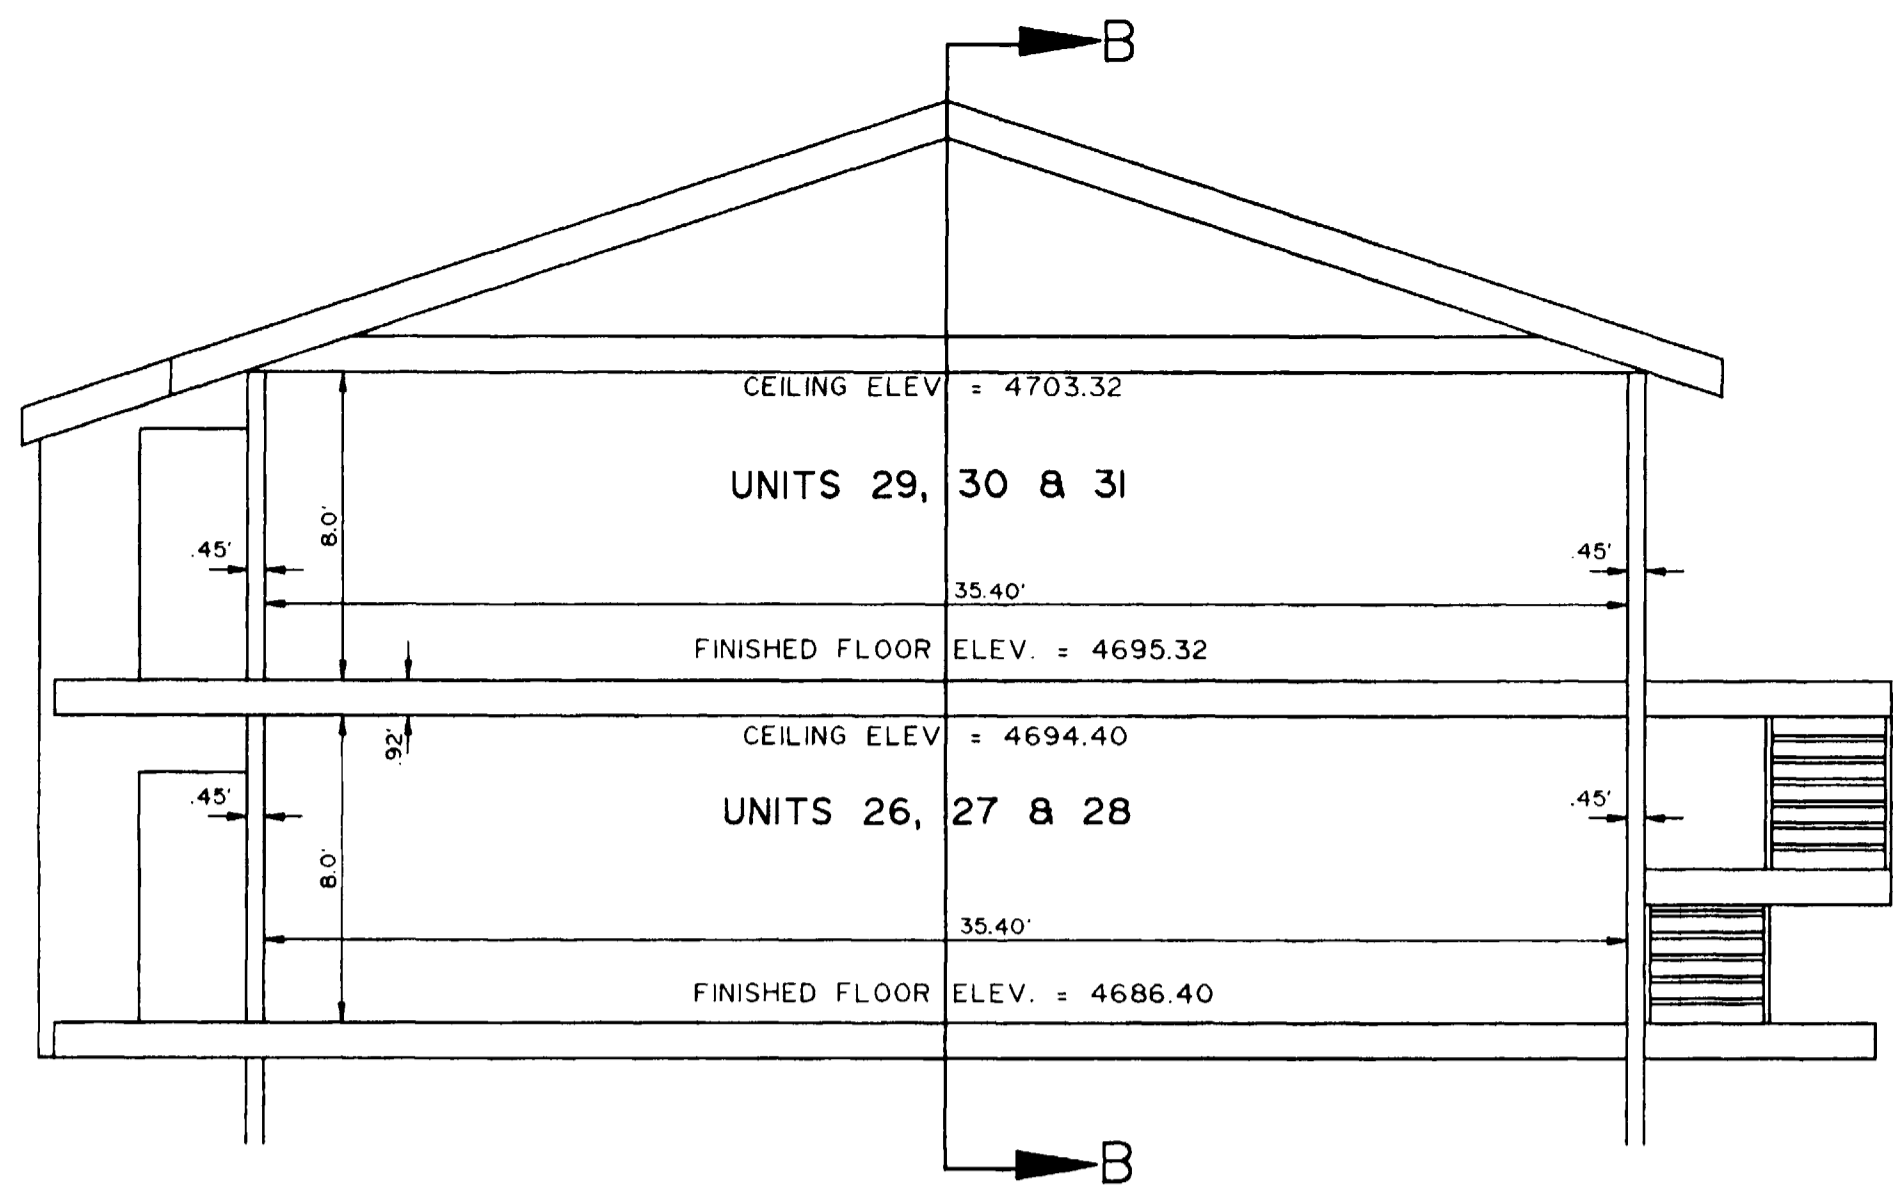 B
CEILING ELEV = 4703.32
UNITS 29, 30 & 31
.45'
8.0'
.45'
35.40'
FINISHED FLOOR ELEV. = 4695.32
.92'
CEILING ELEV = 4694.40
.45'
UNITS 26, 27 & 28
.45'
8.0'
35.40'
FINISHED FLOOR ELEV. = 4686.40
B